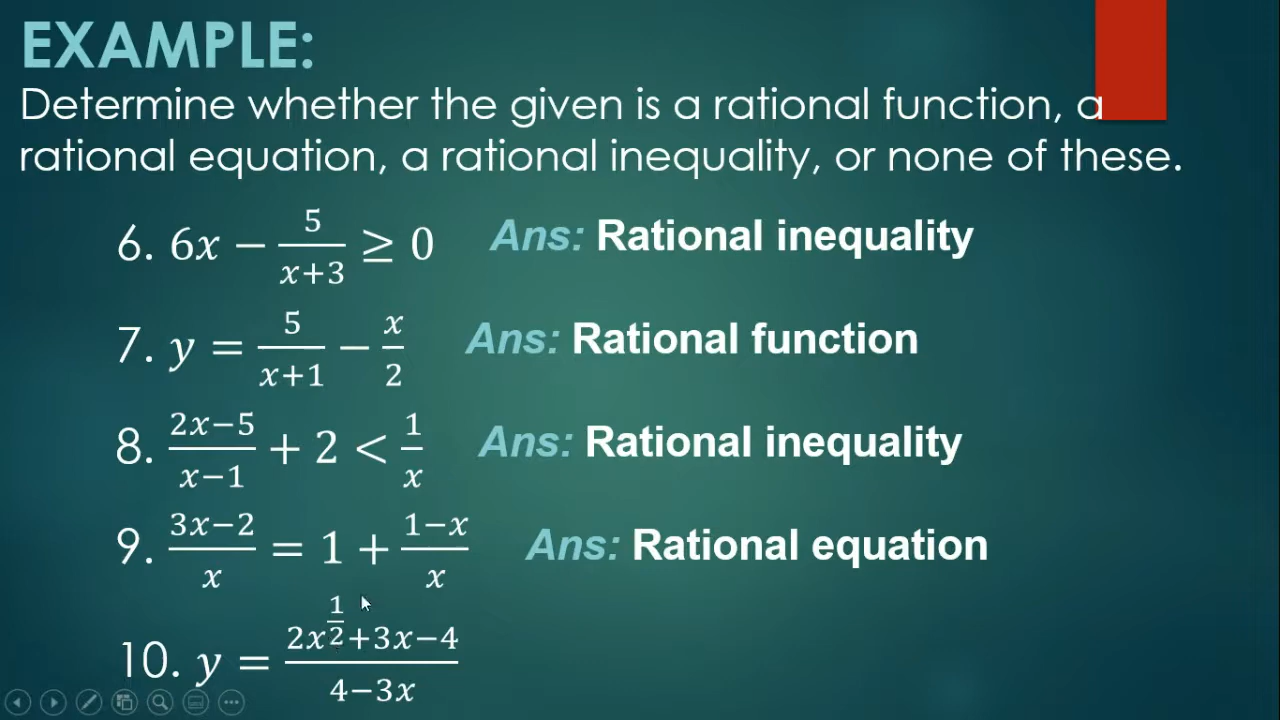 EXAMPLE:
Determine whether the given is a rational function, a
rational equation, a rational inequality, or none of these.
6. 6x − 5/(x+3) ≥ 0 Ans: Rational inequality
7. y = 5/(x+1) − x/2 Ans: Rational function
8. (2x−5)/(x−1) + 2 < 1/x Ans: Rational inequality
9. (3x−2)/x = 1 + (1−x)/x Ans: Rational equation
10. y = (2x^(1/2)+3x−4)/(4−3x)